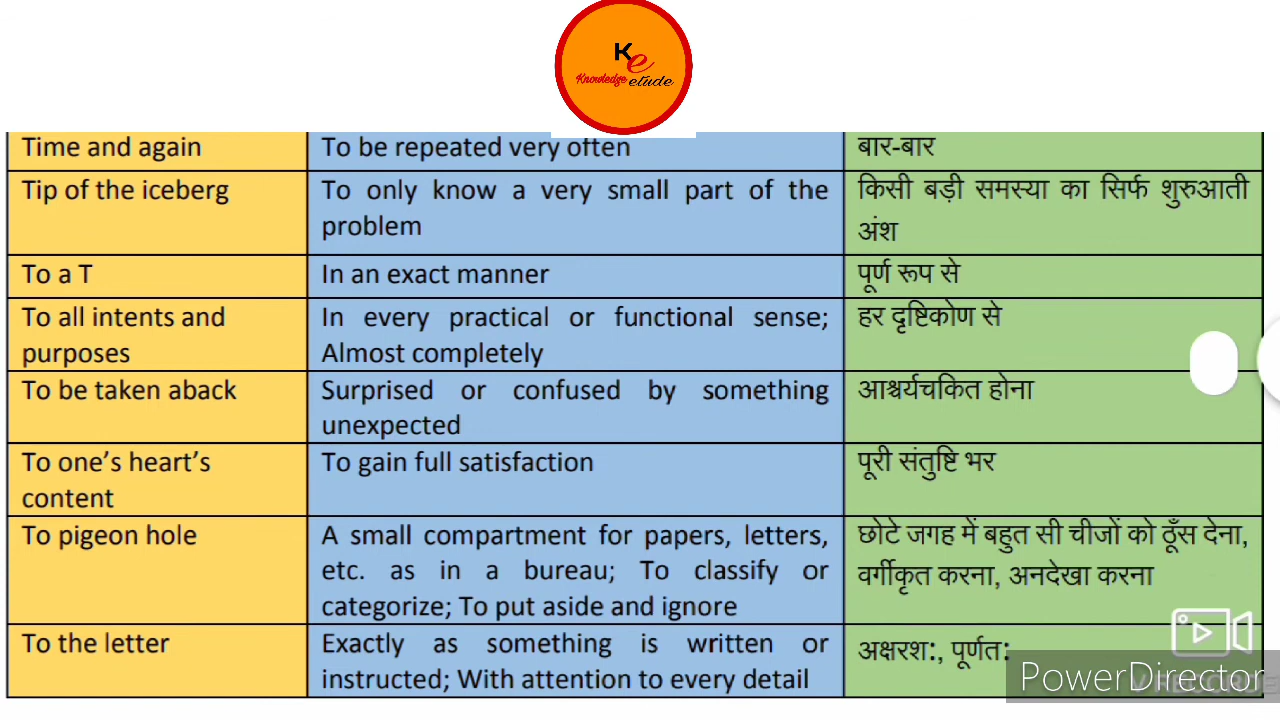 Ke
Knowledge etude
Time and again
To be repeated very often
बार-बार
Tip of the iceberg
To only know a very small part of the
problem
किसी बड़ी समस्या का सिर्फ शुरुआती
अंश
To a T
In an exact manner
पूर्ण रूप से
To all intents and
purposes
In every practical or functional sense;
Almost completely
हर दृष्टिकोण से
To be taken aback
Surprised or confused by something
unexpected
आश्चर्यचकित होना
To one's heart's
content
To gain full satisfaction
पूरी संतुष्टि भर
To pigeon hole
A small compartment for papers, letters,
etc. as in a bureau; To classify or
categorize; To put aside and ignore
छोटे जगह में बहुत सी चीजों को ठूँस देना,
वर्गीकृत करना, अनदेखा करना
To the letter
Exactly as something is written or
instructed; With attention to every detail
अक्षरश:, पूर्णत:
PowerDirector